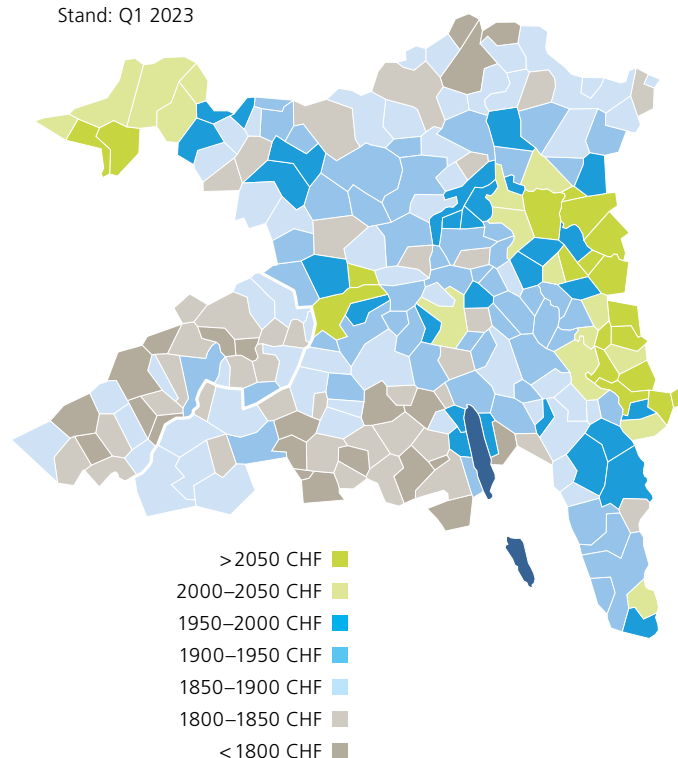 Stand: Q1 2023
>2050 CHF
2000–2050 CHF
1950–2000 CHF
1900–1950 CHF
1850–1900 CHF
1800–1850 CHF
<1800 CHF